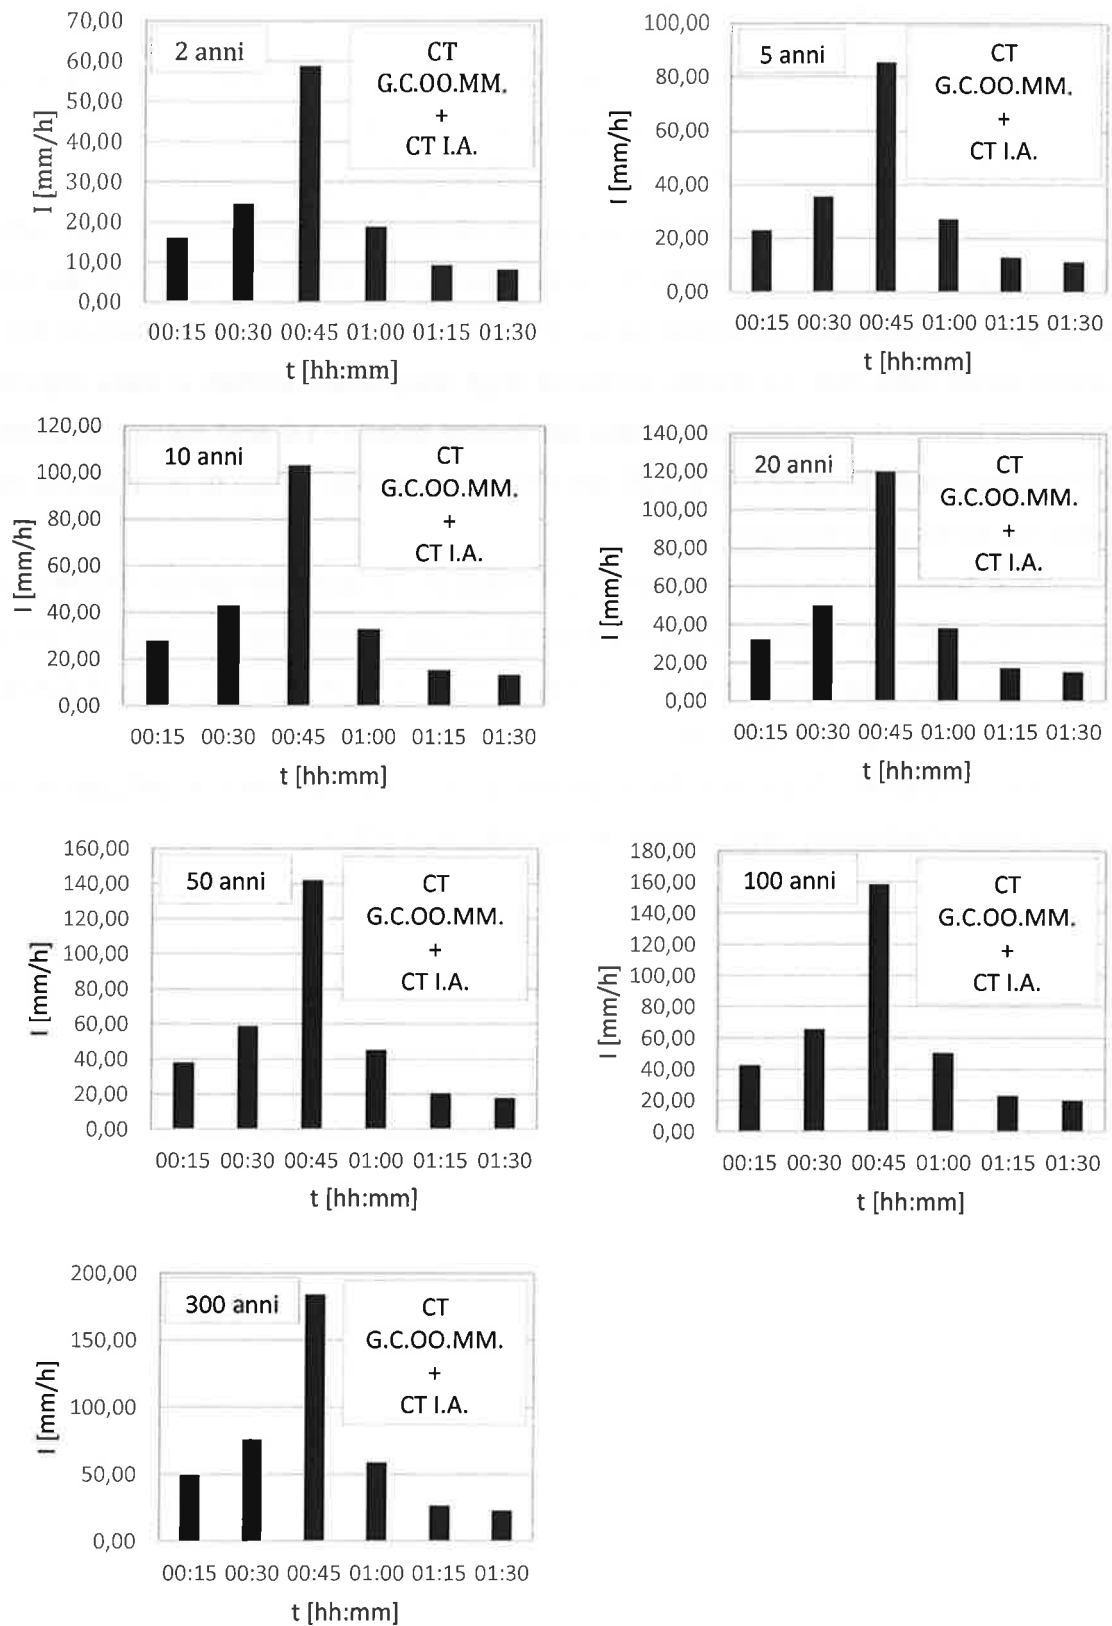 70,00
60,00
50,00
40,00
30,00
20,00
10,00
0,00
I [mm/h]
2 anni
CT
G.C.OO.MM.
+
CT I.A.
00:15 00:30 00:45 01:00 01:15 01:30
t [hh:mm]
100,00
80,00
60,00
40,00
20,00
0,00
I [mm/h]
5 anni
CT
G.C.OO.MM.
+
CT I.A.
00:15 00:30 00:45 01:00 01:15 01:30
t [hh:mm]
120,00
100,00
80,00
60,00
40,00
20,00
0,00
I [mm/h]
10 anni
CT
G.C.OO.MM.
+
CT I.A.
00:15 00:30 00:45 01:00 01:15 01:30
t [hh:mm]
140,00
120,00
100,00
80,00
60,00
40,00
20,00
0,00
I [mm/h]
20 anni
CT
G.C.OO.MM.
+
CT I.A.
00:15 00:30 00:45 01:00 01:15 01:30
t [hh:mm]
160,00
140,00
120,00
100,00
80,00
60,00
40,00
20,00
0,00
I [mm/h]
50 anni
CT
G.C.OO.MM.
+
CT I.A.
00:15 00:30 00:45 01:00 01:15 01:30
t [hh:mm]
180,00
160,00
140,00
120,00
100,00
80,00
60,00
40,00
20,00
0,00
I [mm/h]
100 anni
CT
G.C.OO.MM.
+
CT I.A.
00:15 00:30 00:45 01:00 01:15 01:30
t [hh:mm]
200,00
150,00
100,00
50,00
0,00
I [mm/h]
300 anni
CT
G.C.OO.MM.
+
CT I.A.
00:15 00:30 00:45 01:00 01:15 01:30
t [hh:mm]